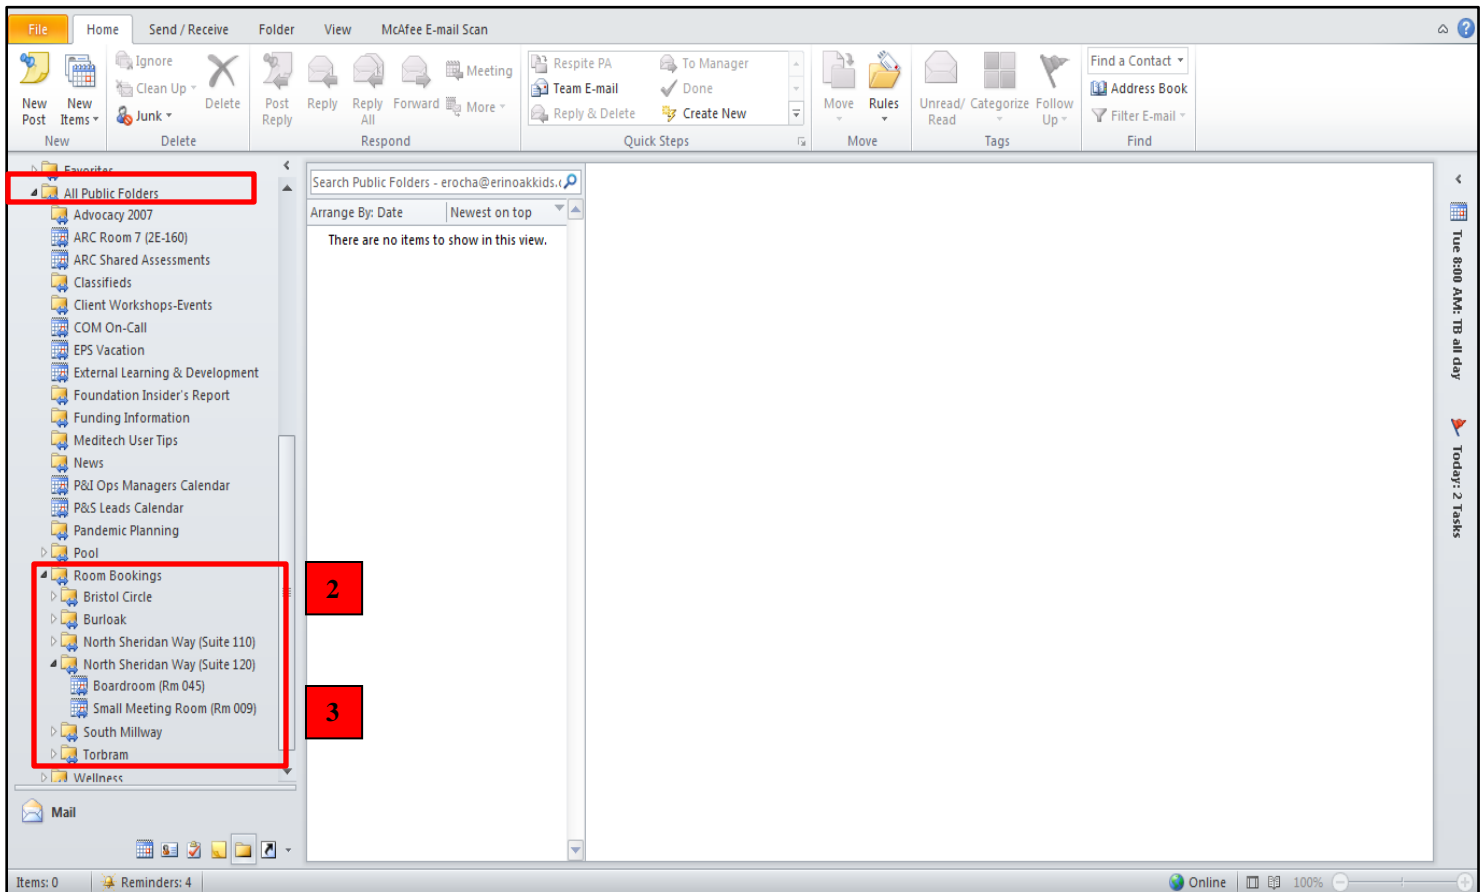 File Home Send / Receive Folder View McAfee E-mail Scan
New Post
New Items
New
Ignore
Clean Up
Junk
Delete
Delete
Post Reply
Reply
Reply All
Forward
Meeting
More
Respond
Respite PA
Team E-mail
Reply & Delete
To Manager
Done
Create New
Quick Steps
Move
Rules
Move
Unread/ Read
Categorize
Follow Up
Tags
Find a Contact
Address Book
Filter E-mail
Find
Favorites
All Public Folders
Advocacy 2007
ARC Room 7 (2E-160)
ARC Shared Assessments
Classifieds
Client Workshops-Events
COM On-Call
EPS Vacation
External Learning & Development
Foundation Insider's Report
Funding Information
Meditech User Tips
News
P&I Ops Managers Calendar
P&S Leads Calendar
Pandemic Planning
Pool
Room Bookings
Bristol Circle
Burloak
North Sheridan Way (Suite 110)
North Sheridan Way (Suite 120)
Boardroom (Rm 045)
Small Meeting Room (Rm 009)
South Millway
Torbram
Wellness
2
3
Mail
Search Public Folders - erocha@erinoakkids.
Arrange By: Date Newest on top
There are no items to show in this view.
Tue 8:00 AM: TB all day
Today: 2 Tasks
Items: 0 Reminders: 4
Online 100%